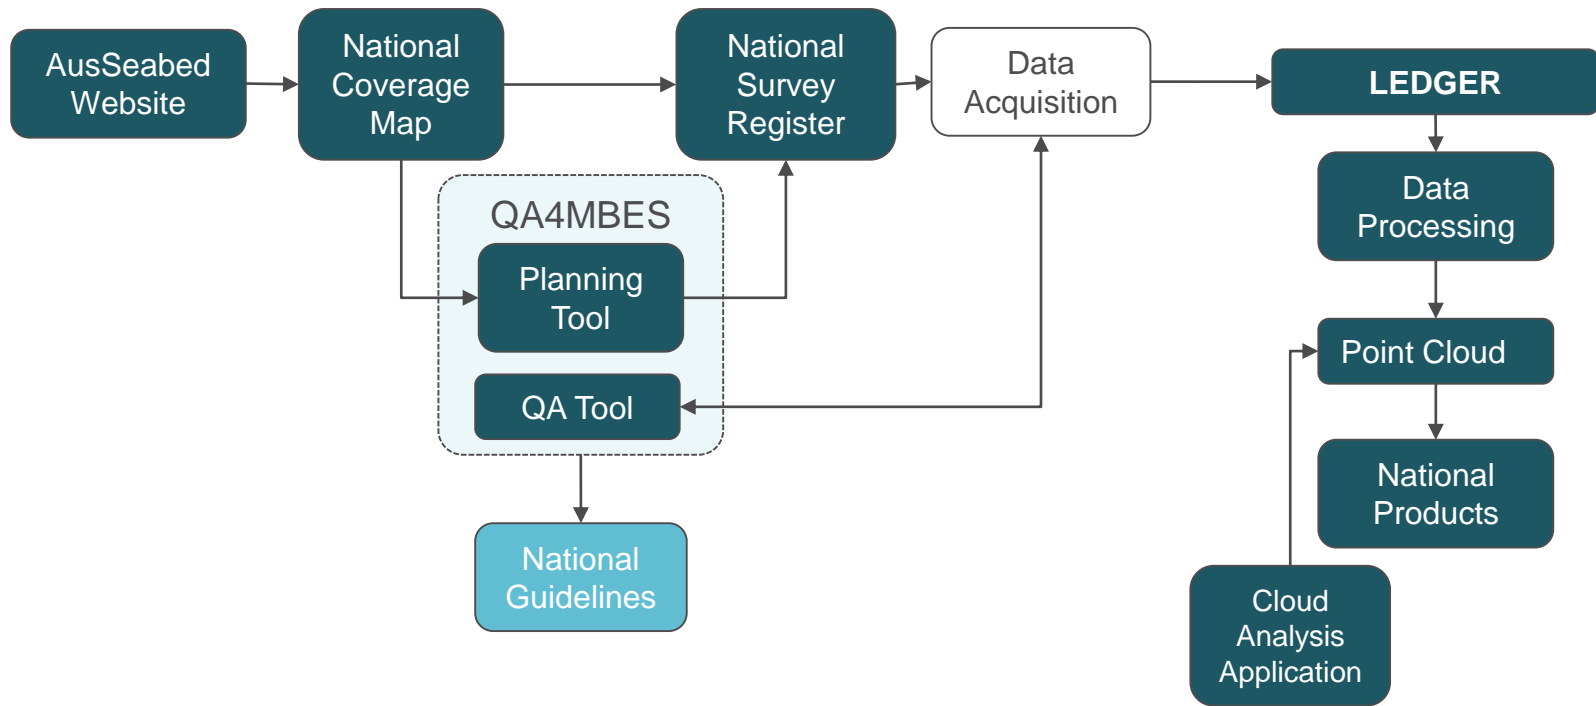 AusSeabed
Website
National
Coverage
Map
National
Survey
Register
Data
Acquisition
LEDGER
Data
Processing
QA4MBES
Planning
Tool
Point Cloud
QA Tool
National
Products
National
Guidelines
Cloud
Analysis
Application